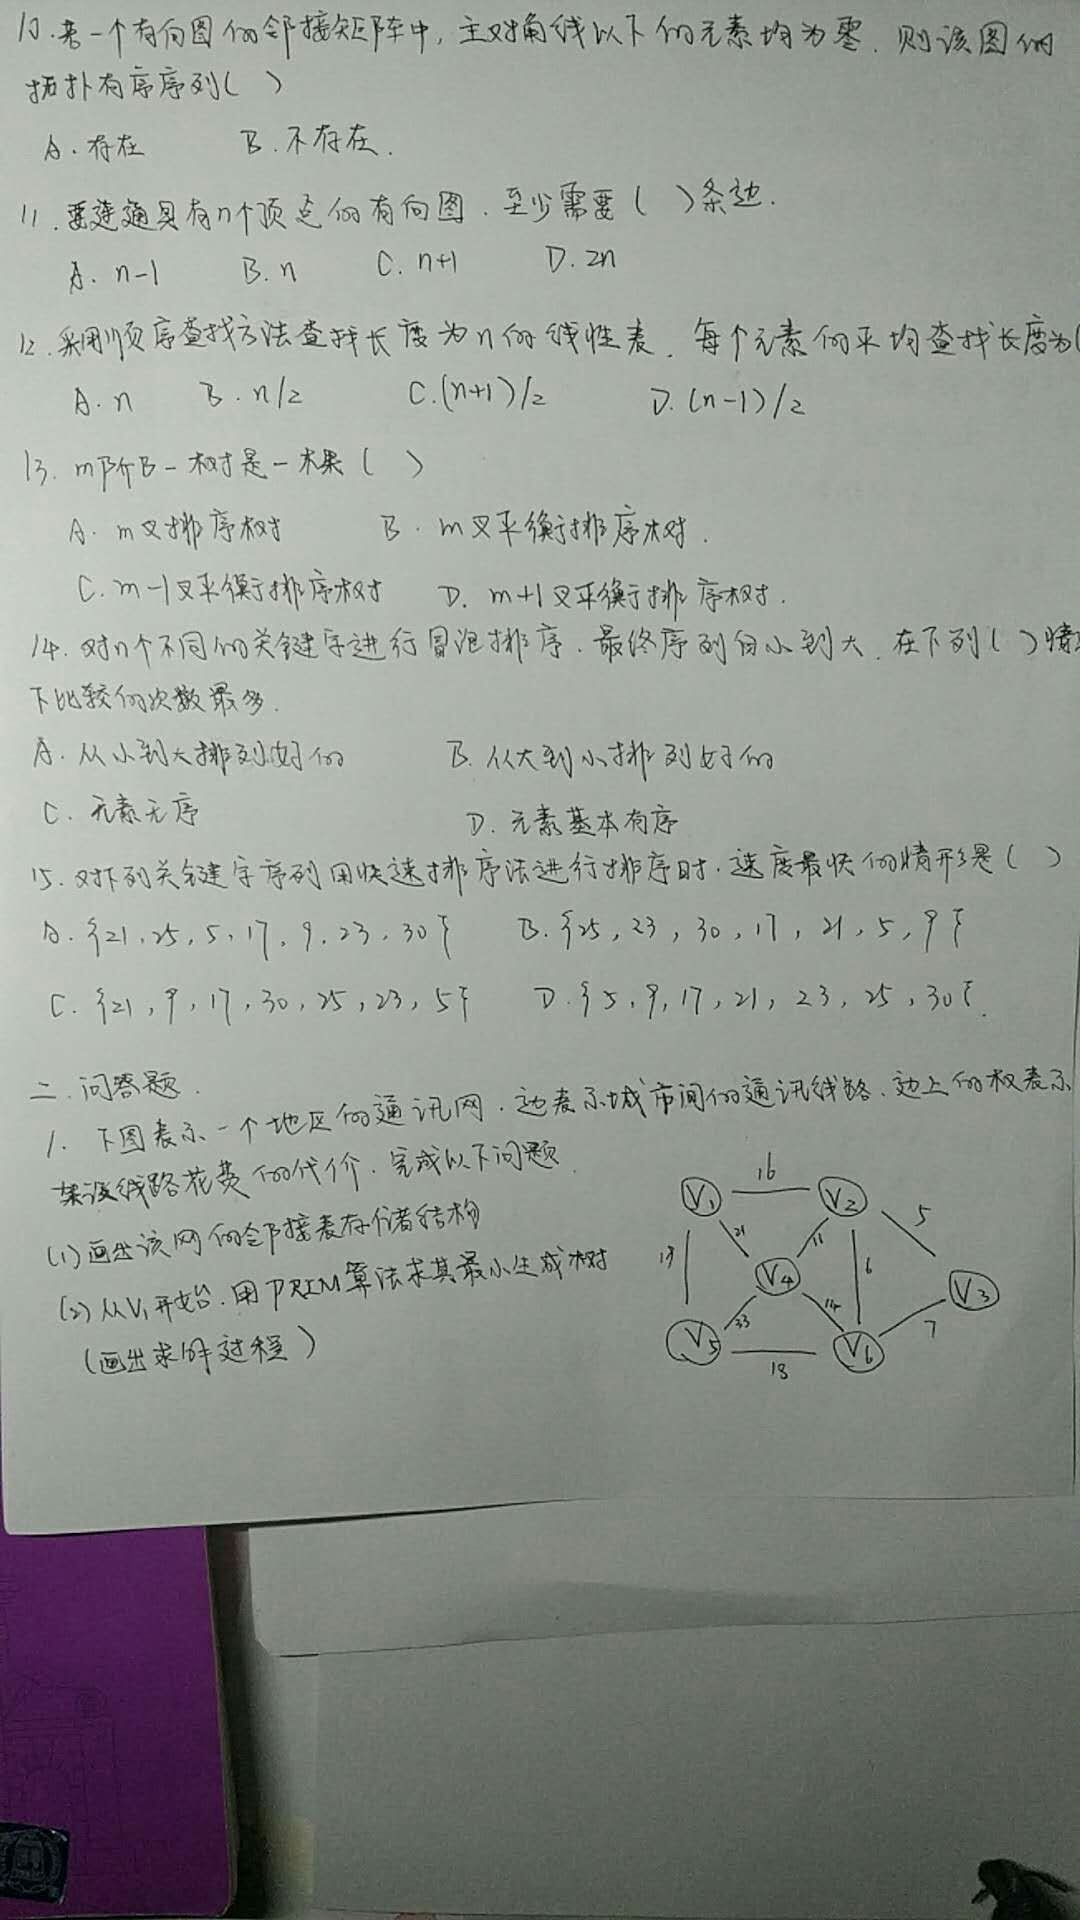 10.若一个有向图的邻接矩阵中,主对角线以下的元素均为零.则该图的
拓扑有序序列( )
A.存在 B.不存在.
11.要连通具有n个顶点的有向图.至少需要( )条边.
A. n-1 B. n C. n+1 D. 2n
12.采用顺序查找方法查找长度为n的线性表.每个元素的平均查找长度为(
A. n B. n/2 C.(n+1)/2 D.(n-1)/2
13. m阶B-树是一棵( )
A. m叉排序树 B. m叉平衡排序树.
C. m-1叉平衡排序树 D. m+1叉平衡排序树.
14.对n个不同的关键字进行冒泡排序.最终序列自小到大.在下列( )情
下比较的次数最多.
A.从小到大排列好的 B.从大到小排列好的
C.元素无序 D.元素基本有序
15.对下列关键字序列用快速排序法进行排序时.速度最快的情形是( )
A.{21,25,5,17,9,23,30} B.{25,23,30,17,21,5,9}
C.{21,9,17,30,25,23,5} D.{5,9,17,21,23,25,30}.
二.问答题.
1.下图表示一个地区的通讯网.边表示城市间的通讯线路.边上的权表示
架设线路花费的代价.完成以下问题.
(1)画出该网的邻接表存储结构
(2)从V1开始.用PRIM算法求其最小生成树
(画出求解过程)
V1 16 V2
5
19 21 11 6
V4 V3
33 14 7
V5 18 V6